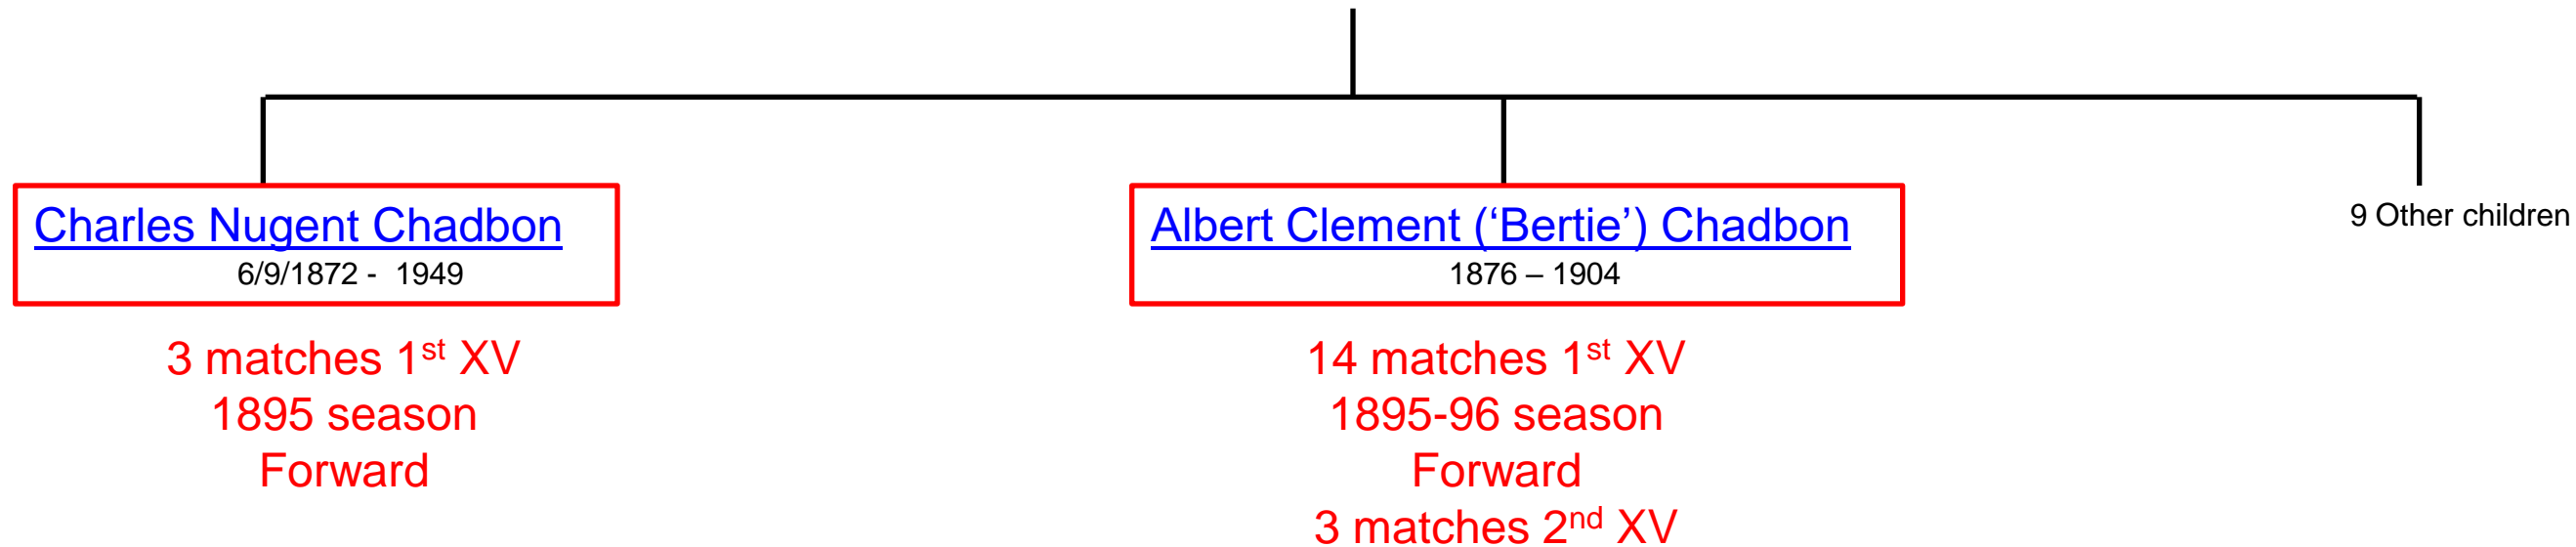 Charles Nugent Chadbon
6/9/1872 - 1949
3 matches 1st XV
1895 season
Forward
Albert Clement (‘Bertie’) Chadbon
1876 – 1904
14 matches 1st XV
1895-96 season
Forward
3 matches 2nd XV
9 Other children